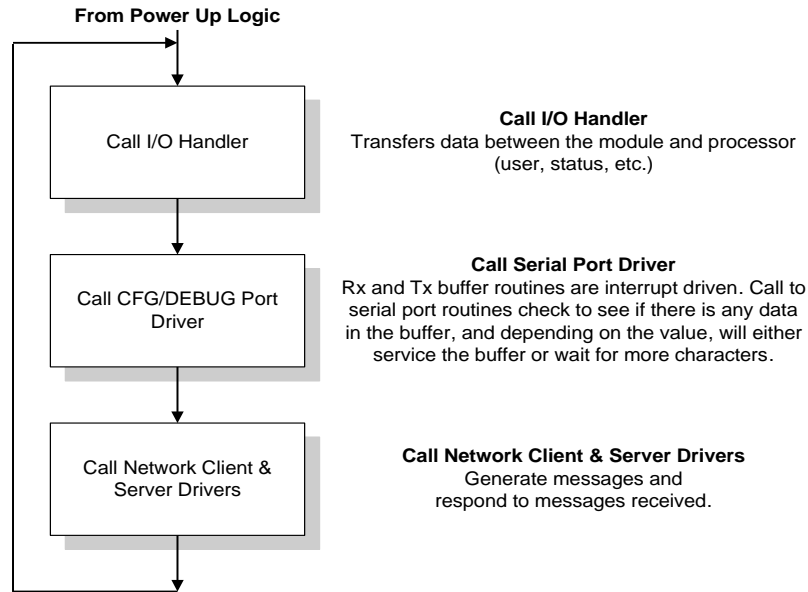 From Power Up Logic
Call I/O Handler
Call I/O Handler
Transfers data between the module and processor
(user, status, etc.)
Call CFG/DEBUG Port
Driver
Call Serial Port Driver
Rx and Tx buffer routines are interrupt driven. Call to
serial port routines check to see if there is any data
in the buffer, and depending on the value, will either
service the buffer or wait for more characters.
Call Network Client &
Server Drivers
Call Network Client & Server Drivers
Generate messages and
respond to messages received.